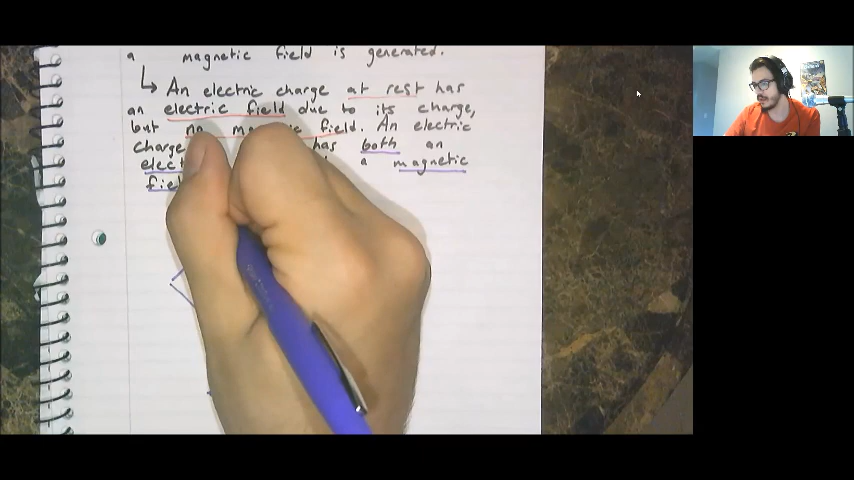 a magnetic field is generated.
An electric charge at rest has
an electric field due to its charge,
but no field. An electric
charge has both an
a magnetic